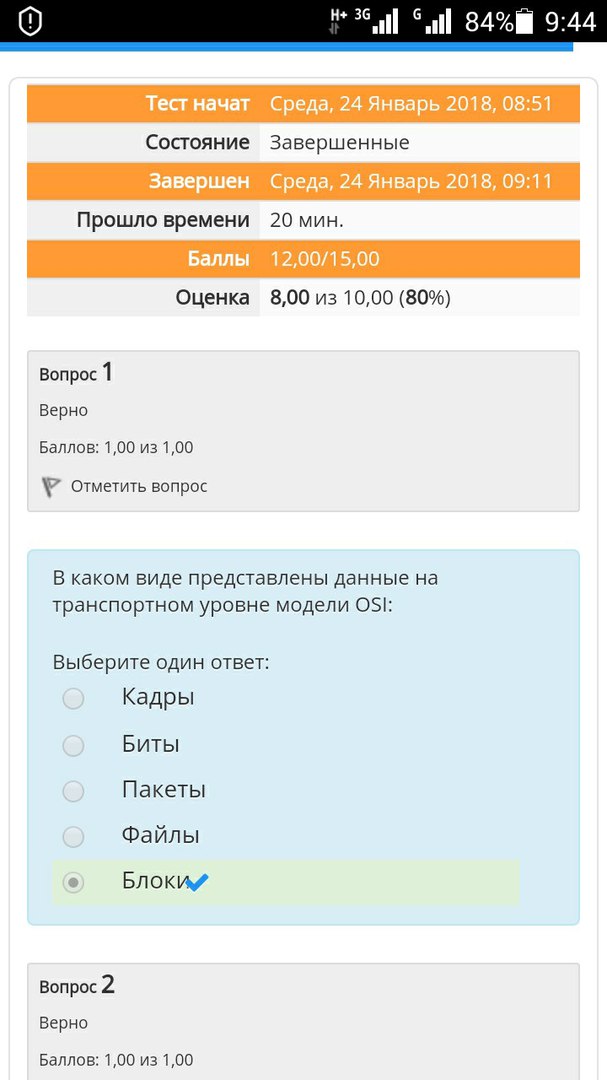 H+ 3G G 84% 9:44
Тест начат Среда, 24 Январь 2018, 08:51
Состояние Завершенные
Завершен Среда, 24 Январь 2018, 09:11
Прошло времени 20 мин.
Баллы 12,00/15,00
Оценка 8,00 из 10,00 (80%)
Вопрос 1
Верно
Баллов: 1,00 из 1,00
Отметить вопрос
В каком виде представлены данные на
транспортном уровне модели OSI:
Выберите один ответ:
Кадры
Биты
Пакеты
Файлы
Блоки
Вопрос 2
Верно
Баллов: 1,00 из 1,00